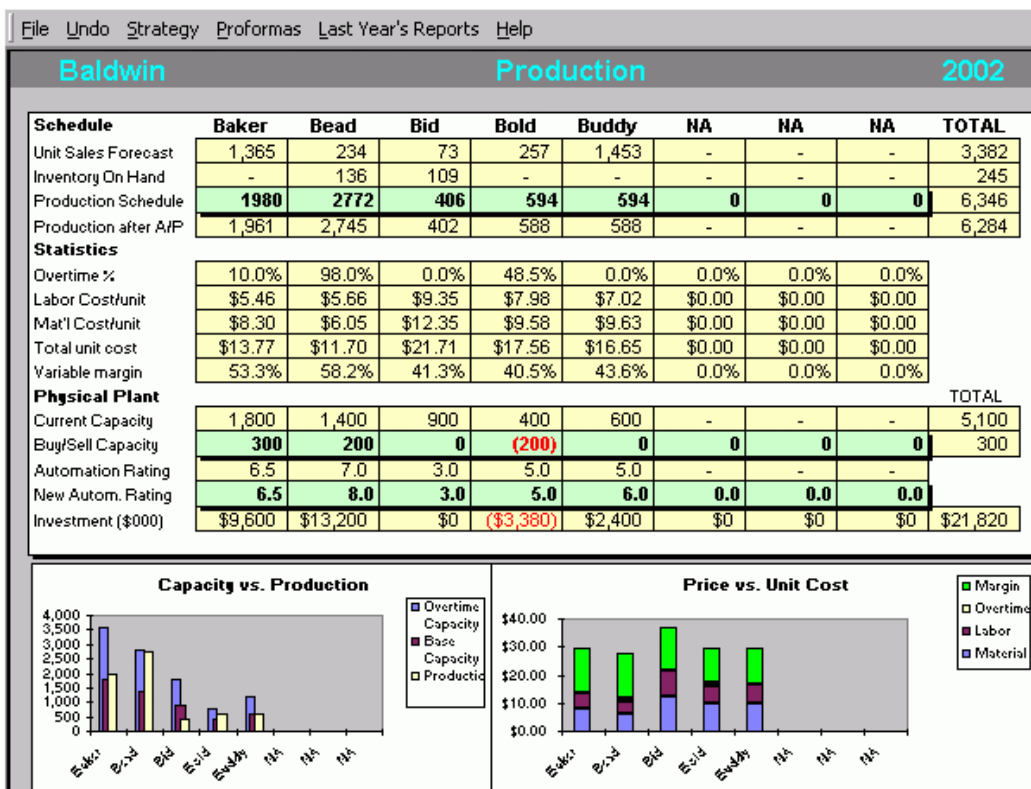 File Undo Strategy Proformas Last Year's Reports Help
Baldwin Production 2002
Schedule Baker Bead Bid Bold Buddy NA NA NA TOTAL
Unit Sales Forecast 1,365 234 73 257 1,453 - - - 3,382
Inventory On Hand - 136 109 - - - - - 245
Production Schedule 1980 2772 406 594 594 0 0 0 6,346
Production after A/P 1,961 2,745 402 588 588 - - - 6,284
Statistics
Overtime % 10.0% 98.0% 0.0% 48.5% 0.0% 0.0% 0.0% 0.0%
Labor Cost/unit $5.46 $5.66 $9.35 $7.98 $7.02 $0.00 $0.00 $0.00
Mat'l Cost/unit $8.30 $6.05 $12.35 $9.58 $9.63 $0.00 $0.00 $0.00
Total unit cost $13.77 $11.70 $21.71 $17.56 $16.65 $0.00 $0.00 $0.00
Variable margin 53.3% 58.2% 41.3% 40.5% 43.6% 0.0% 0.0% 0.0%
Physical Plant TOTAL
Current Capacity 1,800 1,400 900 400 600 - - - 5,100
Buy/Sell Capacity 300 200 0 (200) 0 0 0 0 300
Automation Rating 6.5 7.0 3.0 5.0 5.0 - - -
New Autom. Rating 6.5 8.0 3.0 5.0 6.0 0.0 0.0 0.0
Investment ($000) $9,600 $13,200 $0 ($3,380) $2,400 $0 $0 $0 $21,820
Capacity vs. Production
4,000
3,500
3,000
2,500
2,000
1,500
1,000
500
0
Baker Bead Bid Bold Buddy NA NA NA
Overtime
Capacity
Base
Capacity
Productic
Price vs. Unit Cost
$40.00
$30.00
$20.00
$10.00
$0.00
Baker Bead Bid Bold Buddy NA NA NA
Margin
Overtime
Labor
Material